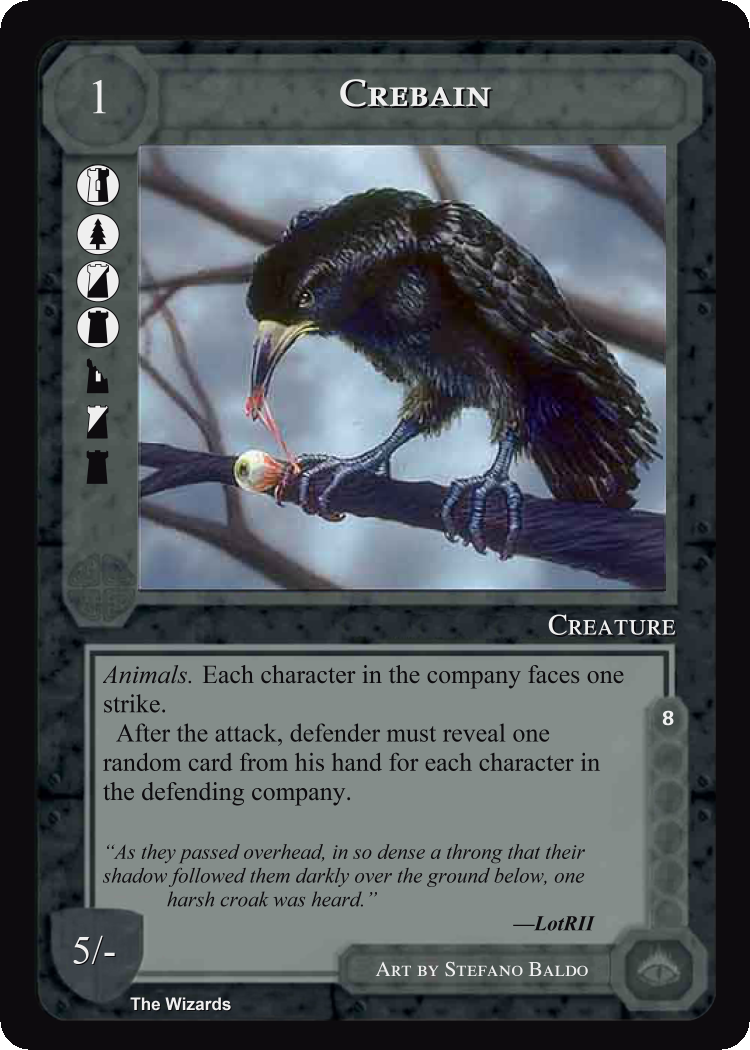 1
Crebain
Creature
Animals. Each character in the company faces one
strike.
After the attack, defender must reveal one
random card from his hand for each character in
the defending company.
8
“As they passed overhead, in so dense a throng that their
shadow followed them darkly over the ground below, one
harsh croak was heard.”
—LotRII
5/-
Art by Stefano Baldo
The Wizards